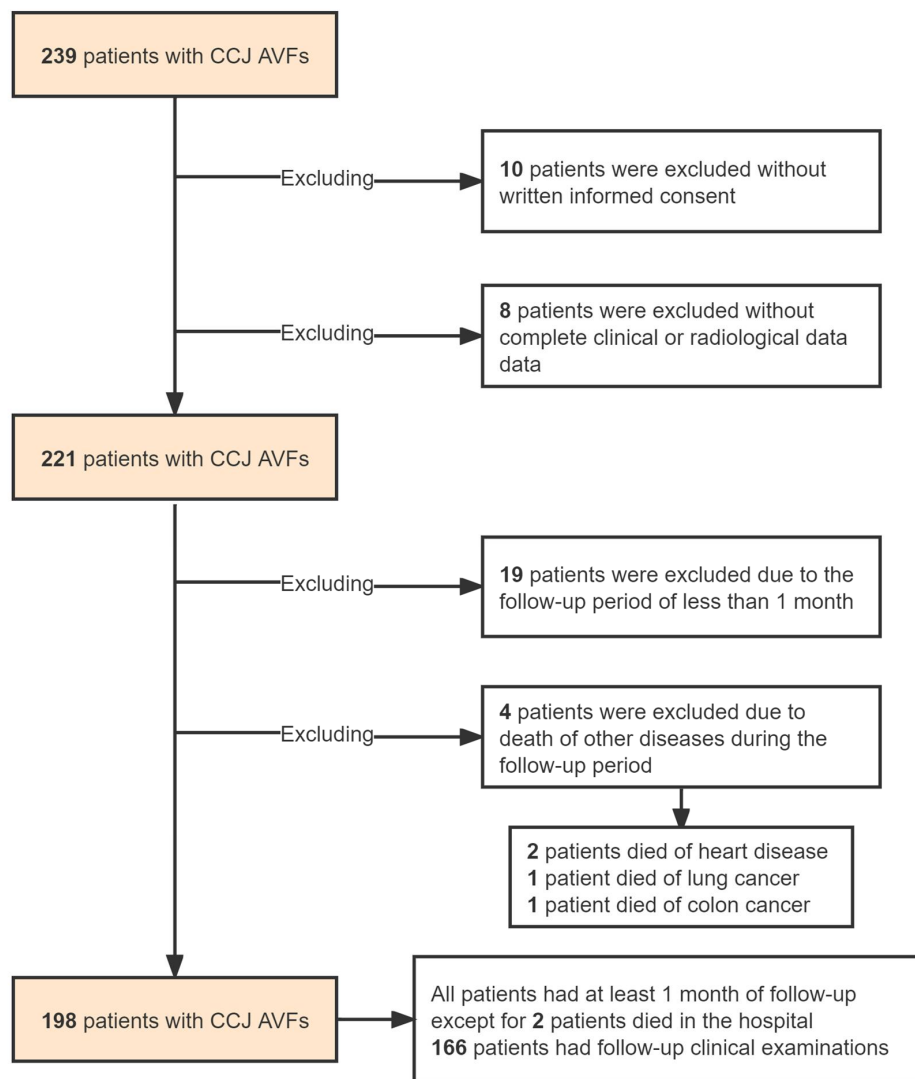 239 patients with CCJ AVFs
Excluding
10 patients were excluded without
written informed consent
Excluding
8 patients were excluded without
complete clinical or radiological data
data
221 patients with CCJ AVFs
Excluding
19 patients were excluded due to the
follow-up period of less than 1 month
Excluding
4 patients were excluded due to
death of other diseases during the
follow-up period
2 patients died of heart disease
1 patient died of lung cancer
1 patient died of colon cancer
198 patients with CCJ AVFs
All patients had at least 1 month of follow-up
except for 2 patients died in the hospital
166 patients had follow-up clinical examinations